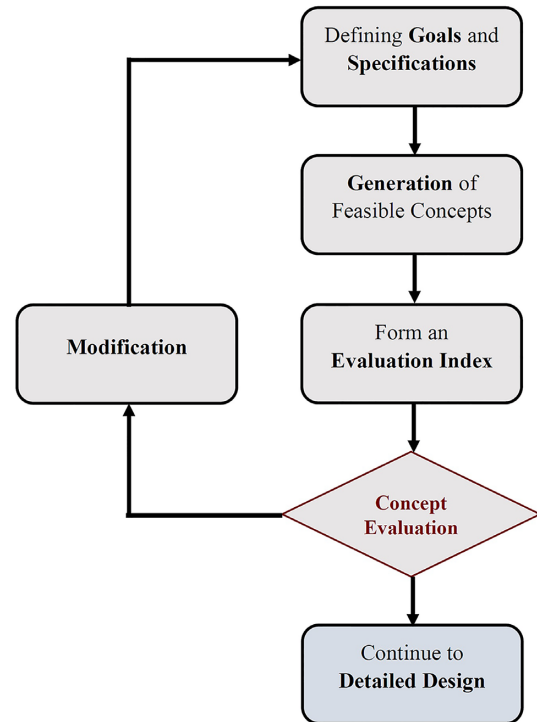 Defining Goals and
Specifications
Generation of
Feasible Concepts
Modification
Form an
Evaluation Index
Concept
Evaluation
Continue to
Detailed Design